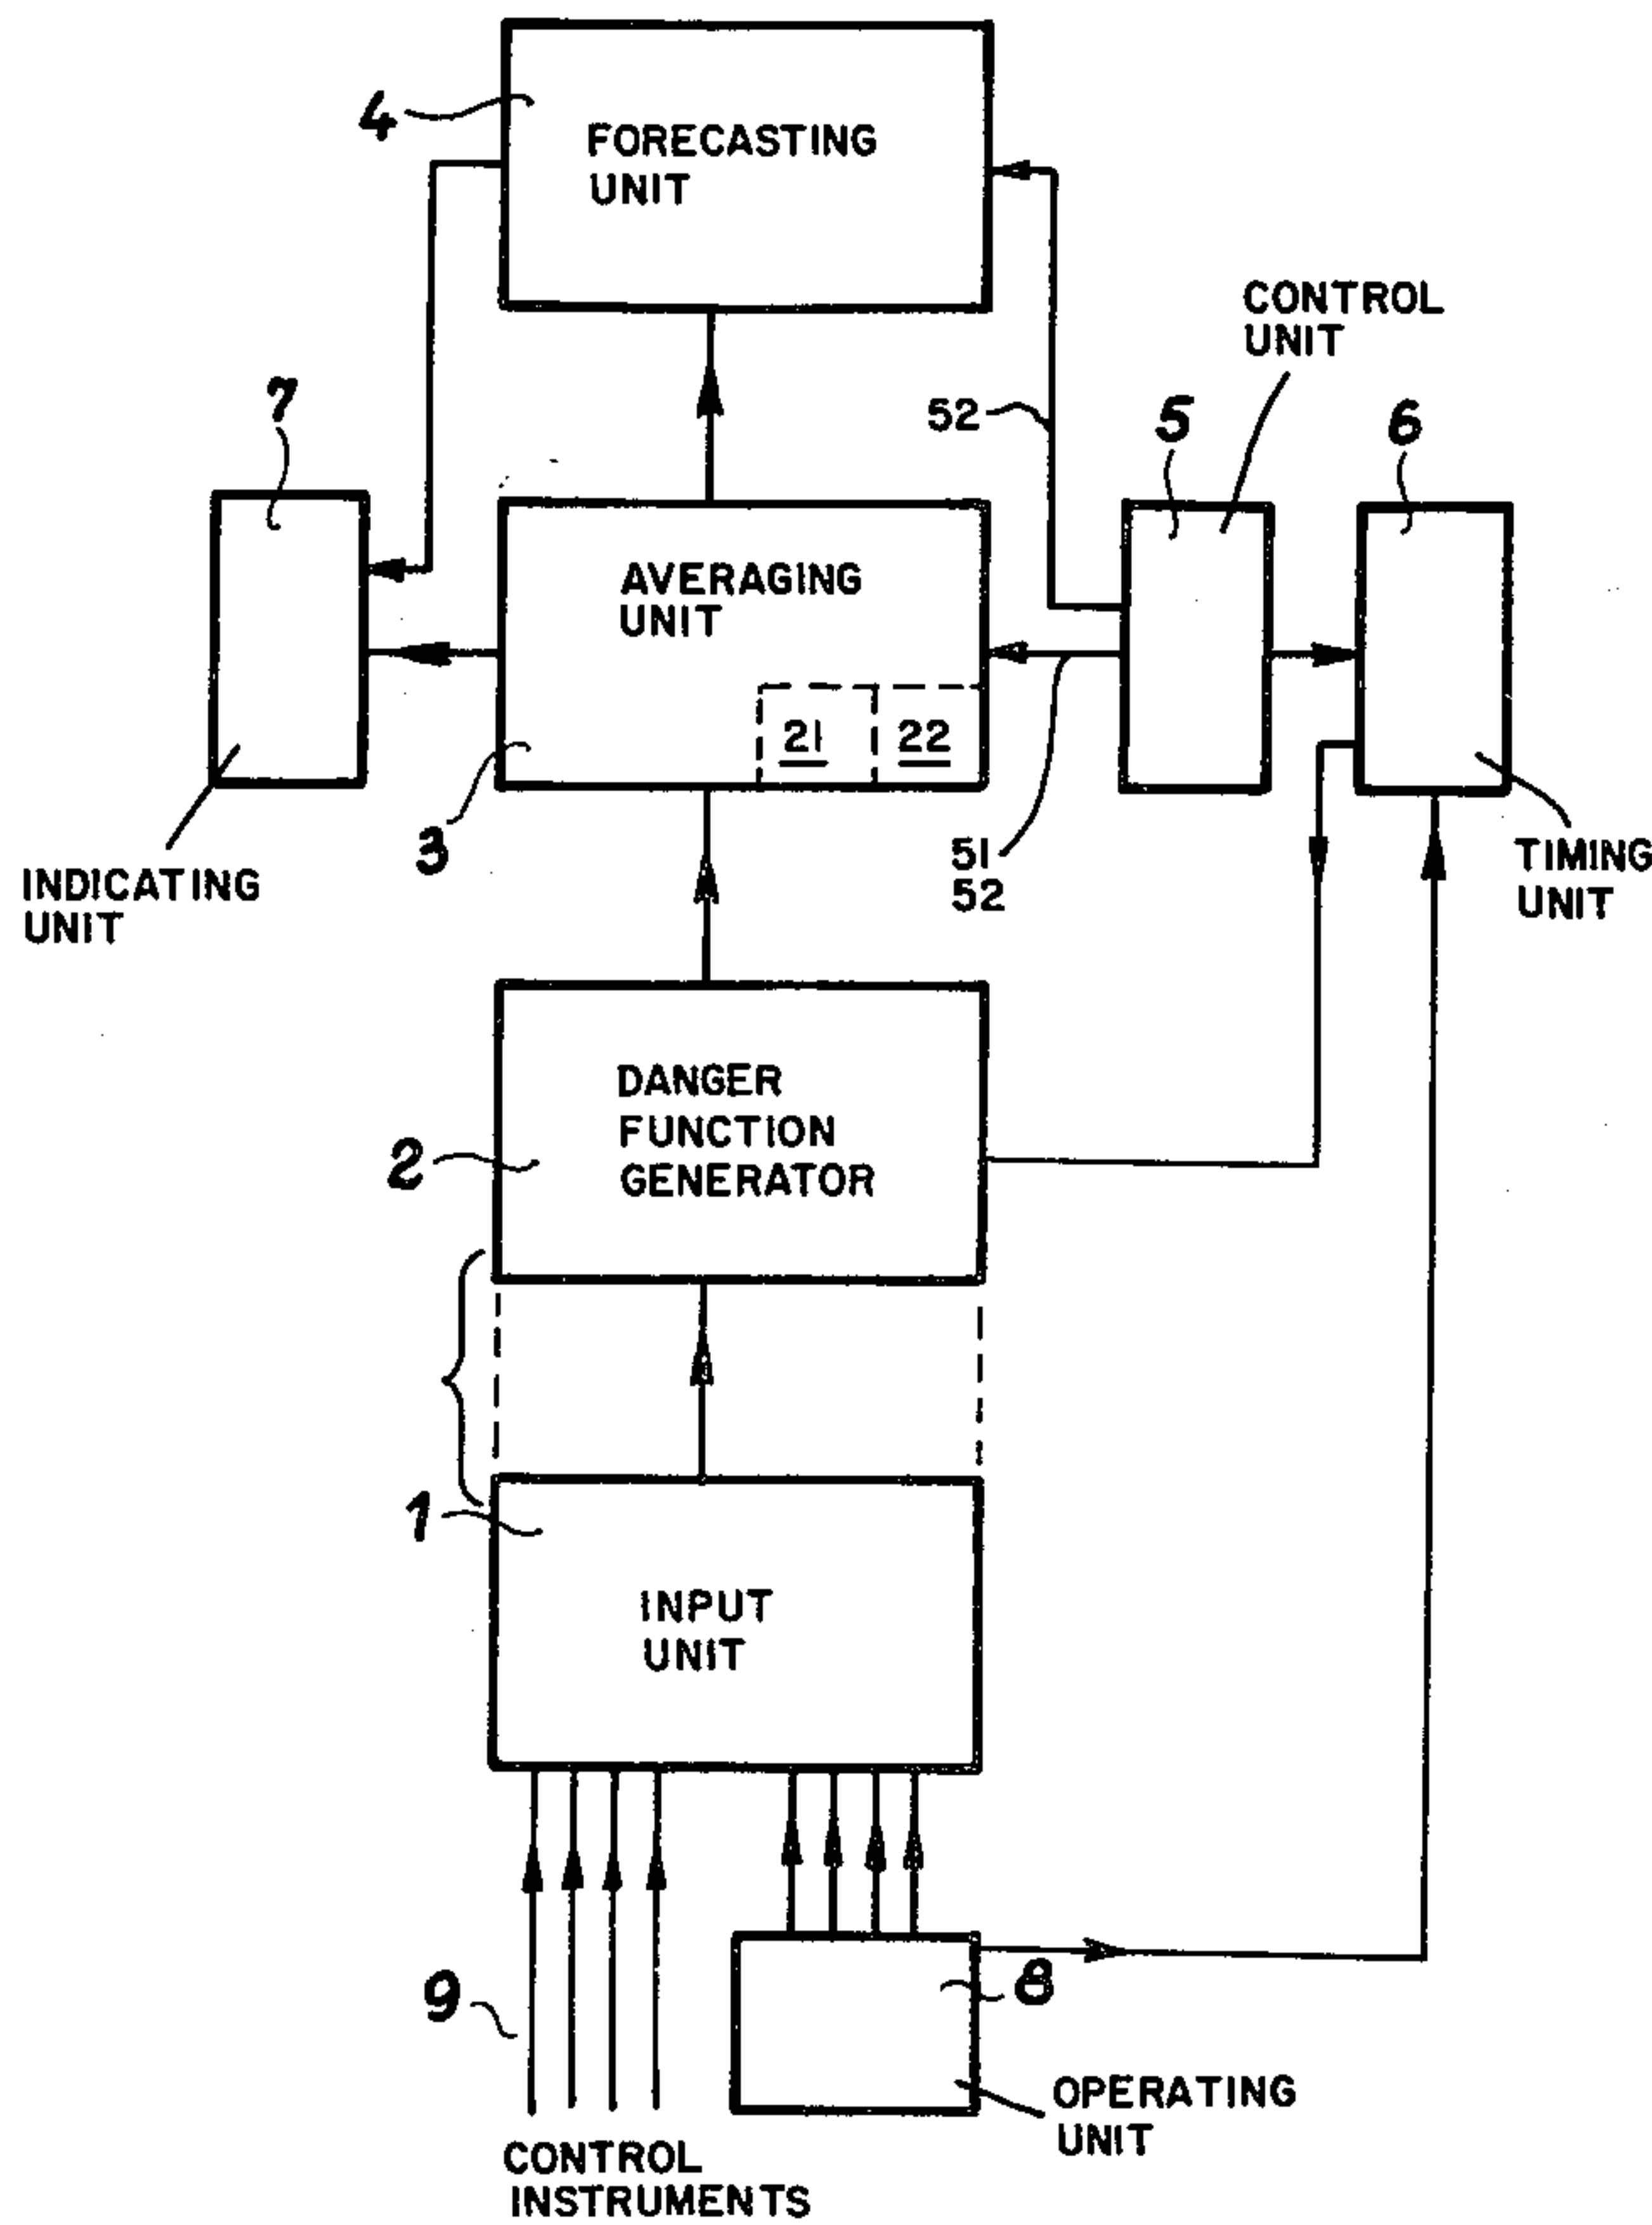 4
FORECASTING
UNIT
CONTROL
UNIT
7
52
5
6
AVERAGING
UNIT
21
22
3
51
52
TIMING
UNIT
INDICATING
UNIT
DANGER
FUNCTION
GENERATOR
2
1
INPUT
UNIT
9
8
OPERATING
UNIT
CONTROL
INSTRUMENTS